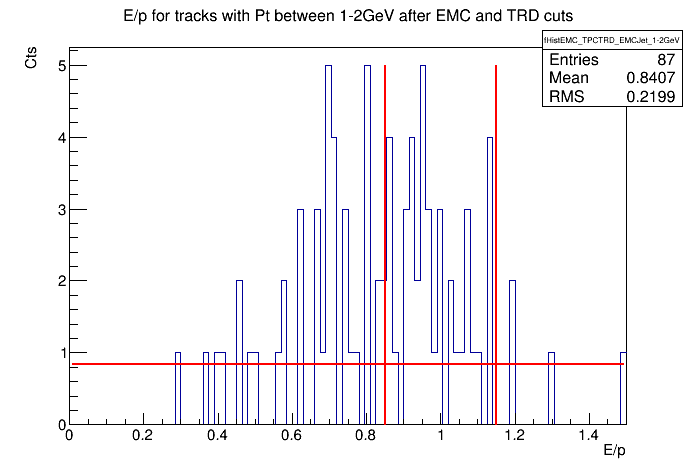 E/p for tracks with Pt between 1-2GeV after EMC and TRD cuts
fHistEMC_TPCTRD_EMCJet_1-2GeV
Entries 87
Mean 0.8407
RMS 0.2199
Cts
5
4
3
2
1
0
0 0.2 0.4 0.6 0.8 1 1.2 1.4
E/p